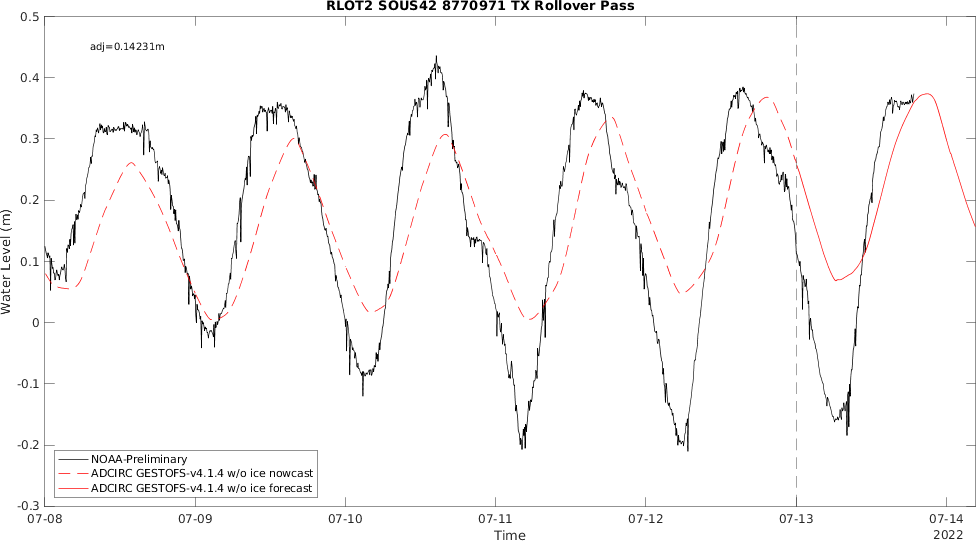 RLOT2 SOUS42 8770971 TX Rollover Pass
0.5
adj=0.14231m
0.4
0.3
0.2
0.1
0
-0.1
-0.2
-0.3
Water Level (m)
NOAA-Preliminary
ADCIRC GESTOFS-v4.1.4 w/o ice nowcast
ADCIRC GESTOFS-v4.1.4 w/o ice forecast
07-08 07-09 07-10 07-11 07-12 07-13 07-14
Time 2022